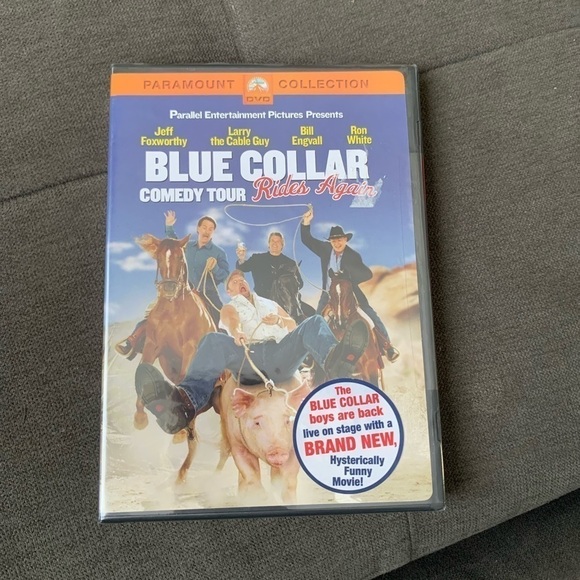 PARAMOUNT DVD COLLECTION
Parallel Entertainment Pictures Presents
Jeff Foxworthy
Larry the Cable Guy
Bill Engvall
Ron White
BLUE COLLAR
COMEDY TOUR Rides Again
The
BLUE COLLAR
boys are back
live on stage with a
BRAND NEW,
Hysterically
Funny
Movie!